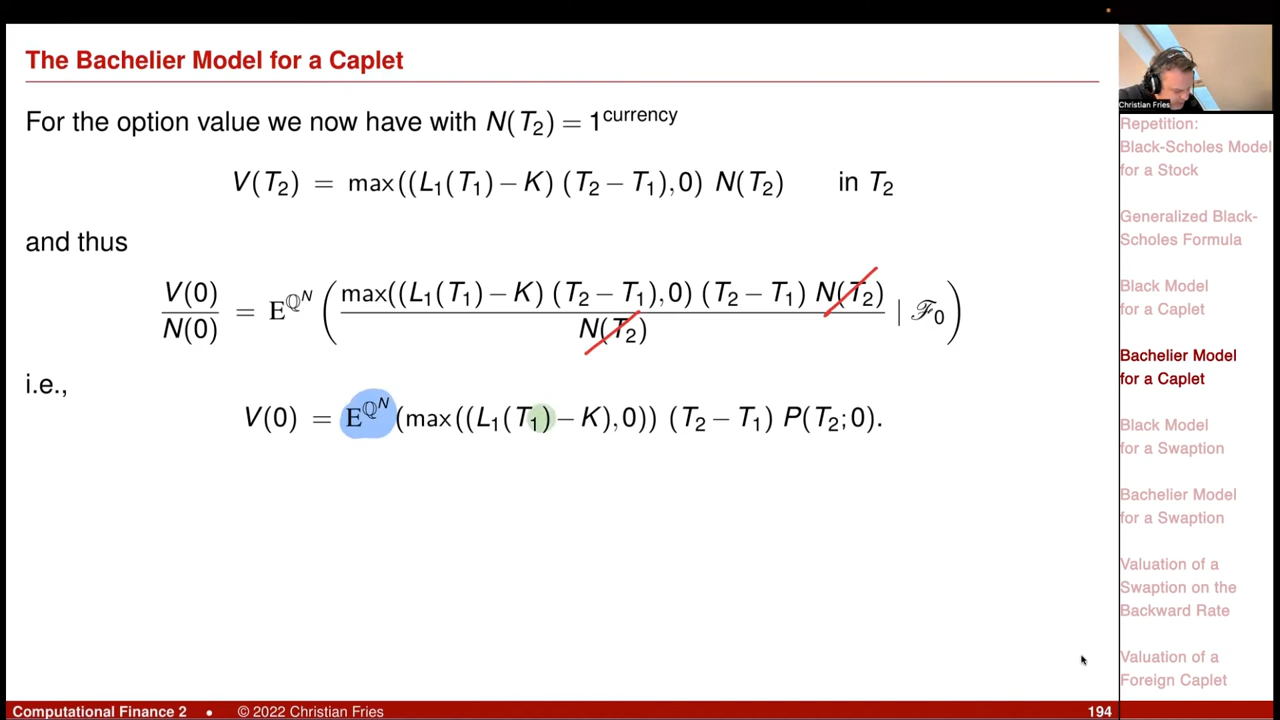 The Bachelier Model for a Caplet
For the option value we now have with N(T₂) = 1^currency
V(T₂) = max((L₁(T₁) − K) (T₂ − T₁), 0) N(T₂) in T₂
and thus
V(0)/N(0) = E^ℚ^N ( max((L₁(T₁) − K) (T₂ − T₁), 0) (T₂ − T₁) N(T₂) / N(T₂) | ℱ₀ )
i.e.,
V(0) = E^ℚ^N (max((L₁(T₁) − K), 0)) (T₂ − T₁) P(T₂; 0).
Christian Fries
Repetition:
Black-Scholes Model
for a Stock
Generalized Black-
Scholes Formula
Black Model
for a Caplet
Bachelier Model
for a Caplet
Black Model
for a Swaption
Bachelier Model
for a Swaption
Valuation of a
Swaption on the
Backward Rate
Valuation of a
Foreign Caplet
Computational Finance 2 • © 2022 Christian Fries 194